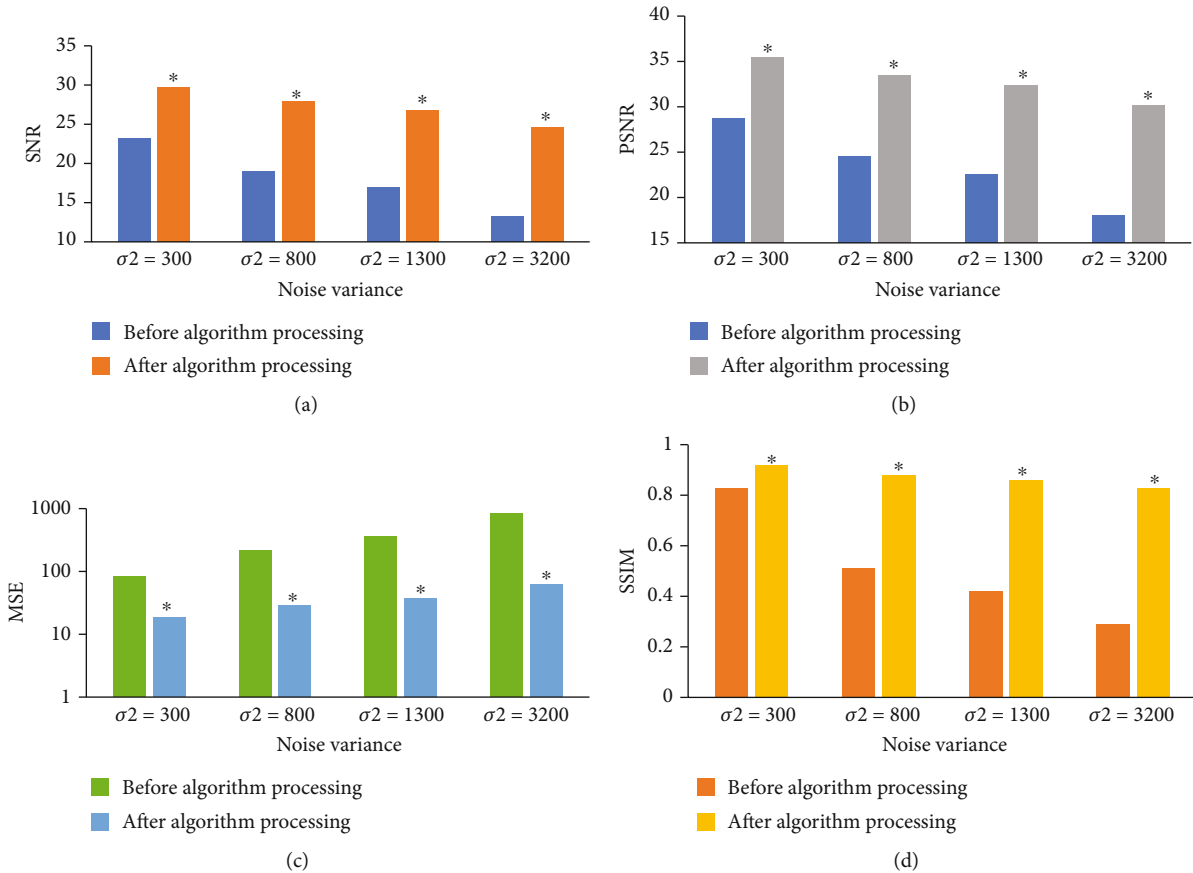 35
30
25
20
15
10
SNR
*
*
*
*
σ2 = 300
σ2 = 800
σ2 = 1300
σ2 = 3200
Noise variance
Before algorithm processing
After algorithm processing
(a)
40
35
30
25
20
15
PSNR
*
*
*
*
σ2 = 300
σ2 = 800
σ2 = 1300
σ2 = 3200
Noise variance
Before algorithm processing
After algorithm processing
(b)
1000
100
10
1
MSE
*
*
*
*
σ2 = 300
σ2 = 800
σ2 = 1300
σ2 = 3200
Noise variance
Before algorithm processing
After algorithm processing
(c)
1
0.8
0.6
0.4
0.2
0
SSIM
*
*
*
*
σ2 = 300
σ2 = 800
σ2 = 1300
σ2 = 3200
Noise variance
Before algorithm processing
After algorithm processing
(d)